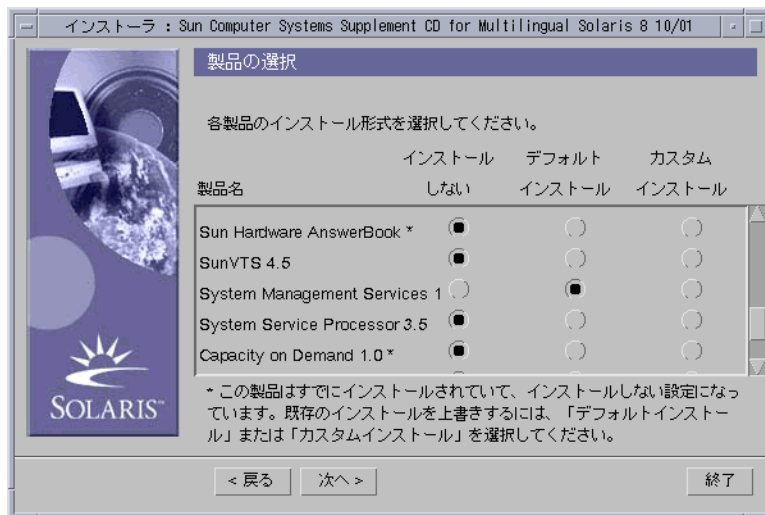 インストーラ : Sun Computer Systems Supplement CD for Multilingual Solaris 8 10/01
製品の選択
各製品のインストール形式を選択してください。
インストール デフォルト カスタム
製品名 しない インストール インストール
Sun Hardware AnswerBook *
SunVTS 4.5
System Management Services 1
System Service Processor 3.5
Capacity on Demand 1.0 *
* この製品はすでにインストールされていて、インストールしない設定になっ
ています。既存のインストールを上書きするには、「デフォルトインストー
ル」または「カスタムインストール」を選択してください。
SOLARIS™
< 戻る 次へ > 終了